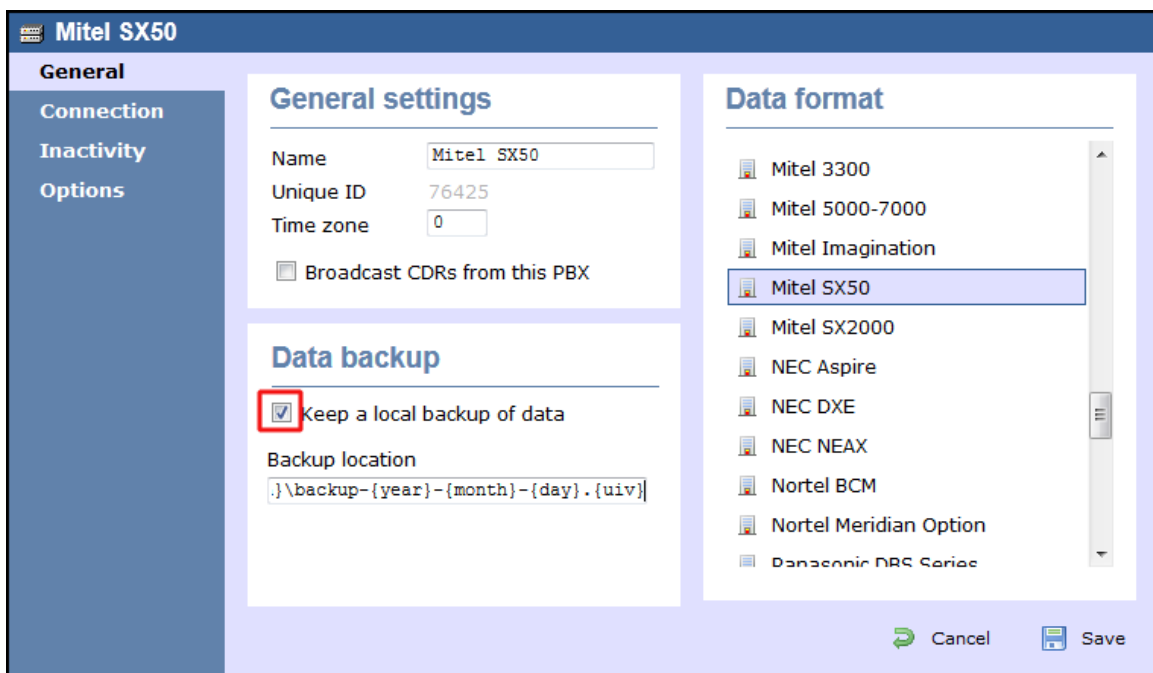 Mitel SX50
General
Connection
Inactivity
Options
General settings
Name
Mitel SX50
Unique ID
76425
Time zone
0
Broadcast CDRs from this PBX
Data backup
Keep a local backup of data
Backup location
.}\backup-{year}-{month}-{day}.{uiv}
Data format
Mitel 3300
Mitel 5000-7000
Mitel Imagination
Mitel SX50
Mitel SX2000
NEC Aspire
NEC DXE
NEC NEAX
Nortel BCM
Nortel Meridian Option
Panasonic DBS Series
Cancel
Save